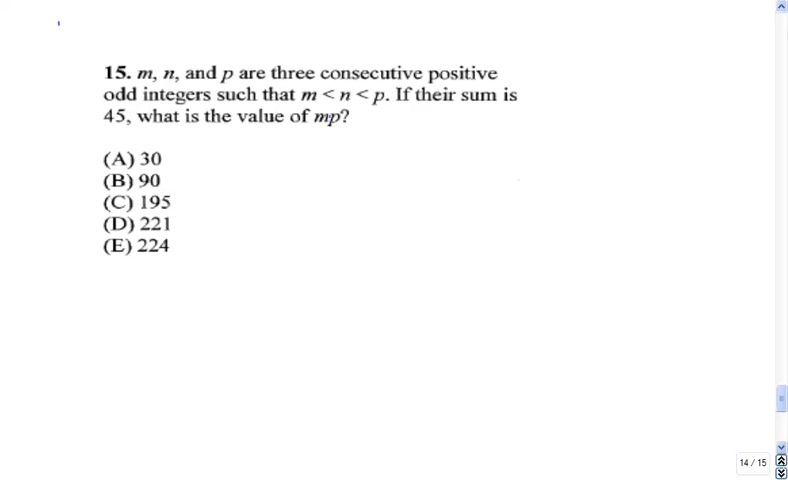 15. m, n, and p are three consecutive positive
odd integers such that m < n < p. If their sum is
45, what is the value of mp?
(A) 30
(B) 90
(C) 195
(D) 221
(E) 224
14 / 15